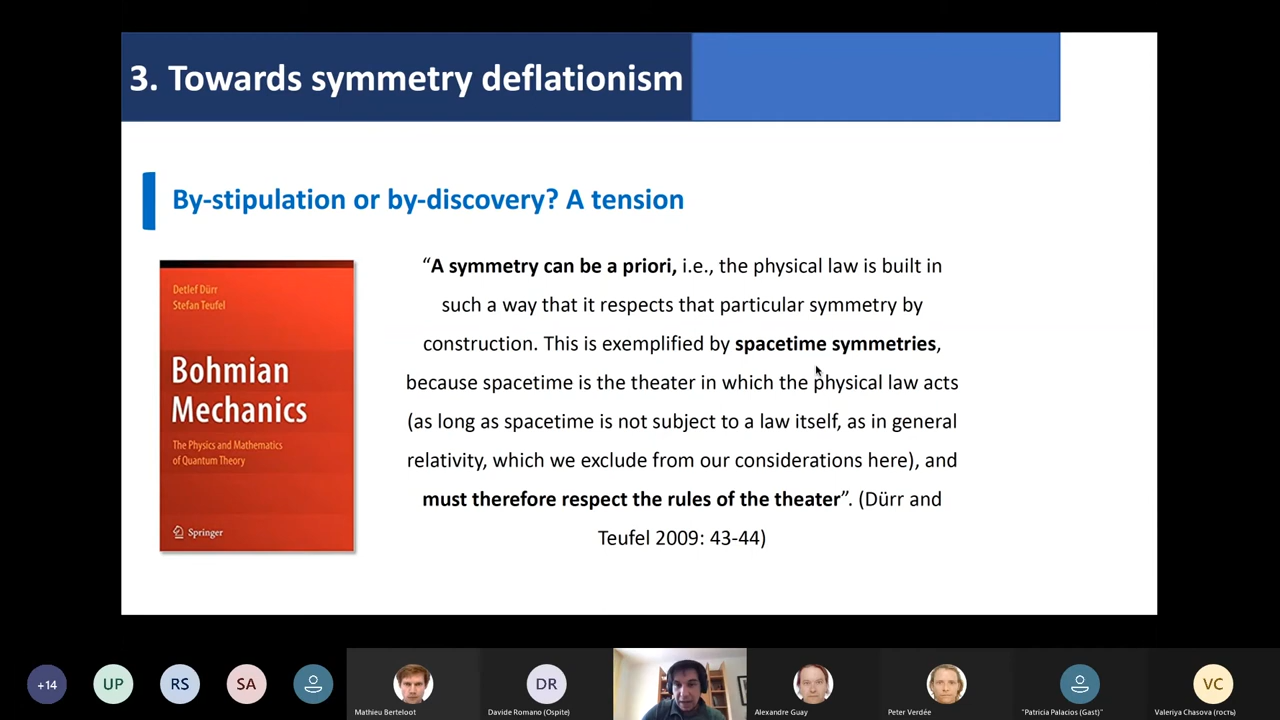 3. Towards symmetry deflationism
By-stipulation or by-discovery? A tension
Detlef Dürr
Stefan Teufel
Bohmian
Mechanics
The Physics and Mathematics
of Quantum Theory
Springer
“A symmetry can be a priori, i.e., the physical law is built in
such a way that it respects that particular symmetry by
construction. This is exemplified by spacetime symmetries,
because spacetime is the theater in which the physical law acts
(as long as spacetime is not subject to a law itself, as in general
relativity, which we exclude from our considerations here), and
must therefore respect the rules of the theater”. (Dürr and
Teufel 2009: 43-44)
+14
UP
RS
SA
Mathieu Berteloot
DR
Davide Romano (Ospite)
Alexandre Guay
Peter Verdée
"Patricia Palacios (Gast)"
VC
Valeriya Chasova (гость)